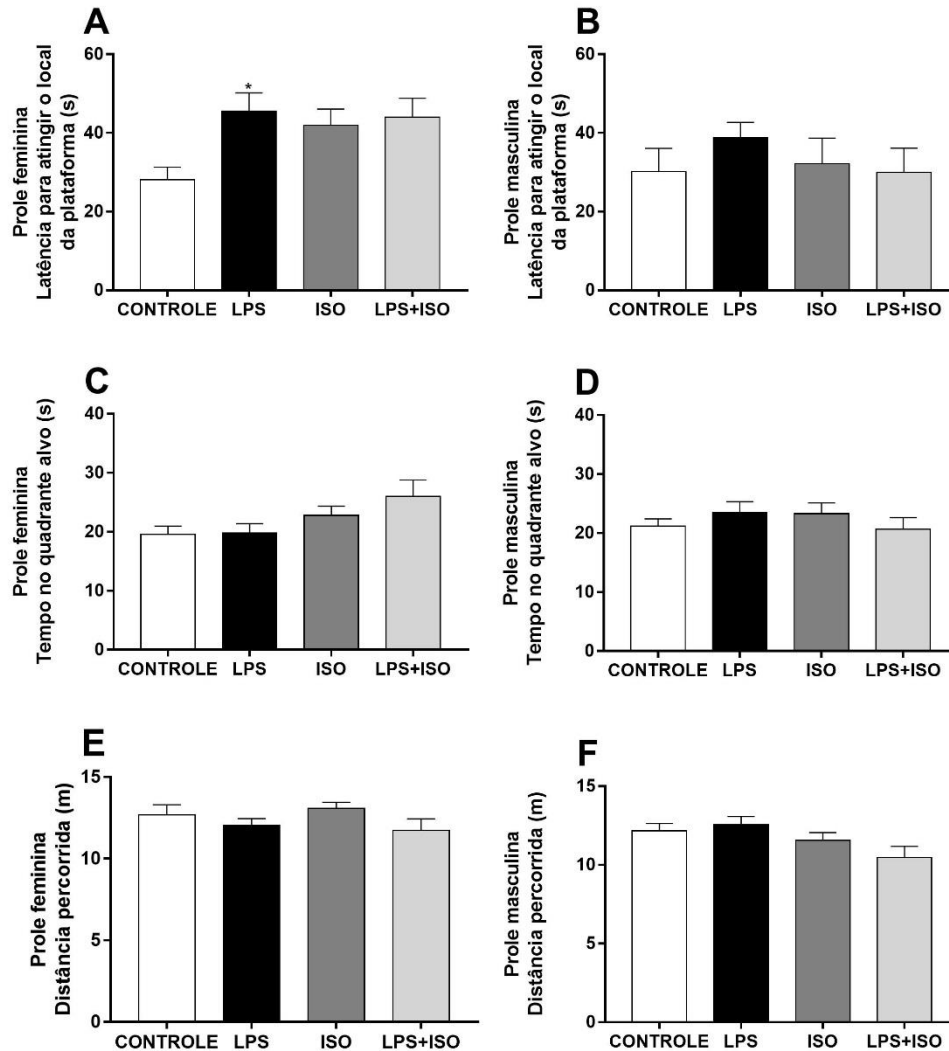 A
Prole feminina
Latência para atingir o local
da plataforma (s)
60
40
20
0
*
CONTROLE LPS ISO LPS+ISO
B
Prole masculina
Latência para atingir o local
da plataforma (s)
60
40
20
0
CONTROLE LPS ISO LPS+ISO
C
Prole feminina
Tempo no quadrante alvo (s)
40
30
20
10
0
CONTROLE LPS ISO LPS+ISO
D
Prole masculina
Tempo no quadrante alvo (s)
40
30
20
10
0
CONTROLE LPS ISO LPS+ISO
E
Prole feminina
Distância percorrida (m)
15
10
5
0
CONTROLE LPS ISO LPS+ISO
F
Prole masculina
Distância percorrida (m)
15
10
5
0
CONTROLE LPS ISO LPS+ISO